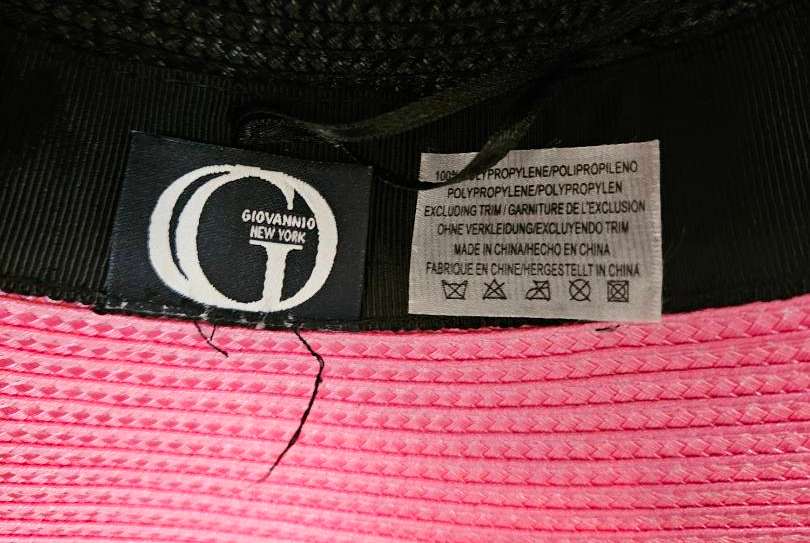 GIOVANNIO
NEW YORK
100% POLYPROPYLENE/POLIPROPILENO
POLYPROPYLENE/POLYPROPYLEN
EXCLUDING TRIM / GARNITURE DE L'EXCLUSION
OHNE VERKLEIDUNG/EXCLUYENDO TRIM
MADE IN CHINA/HECHO EN CHINA
FABRIQUE EN CHINE/HERGESTELLT IN CHINA